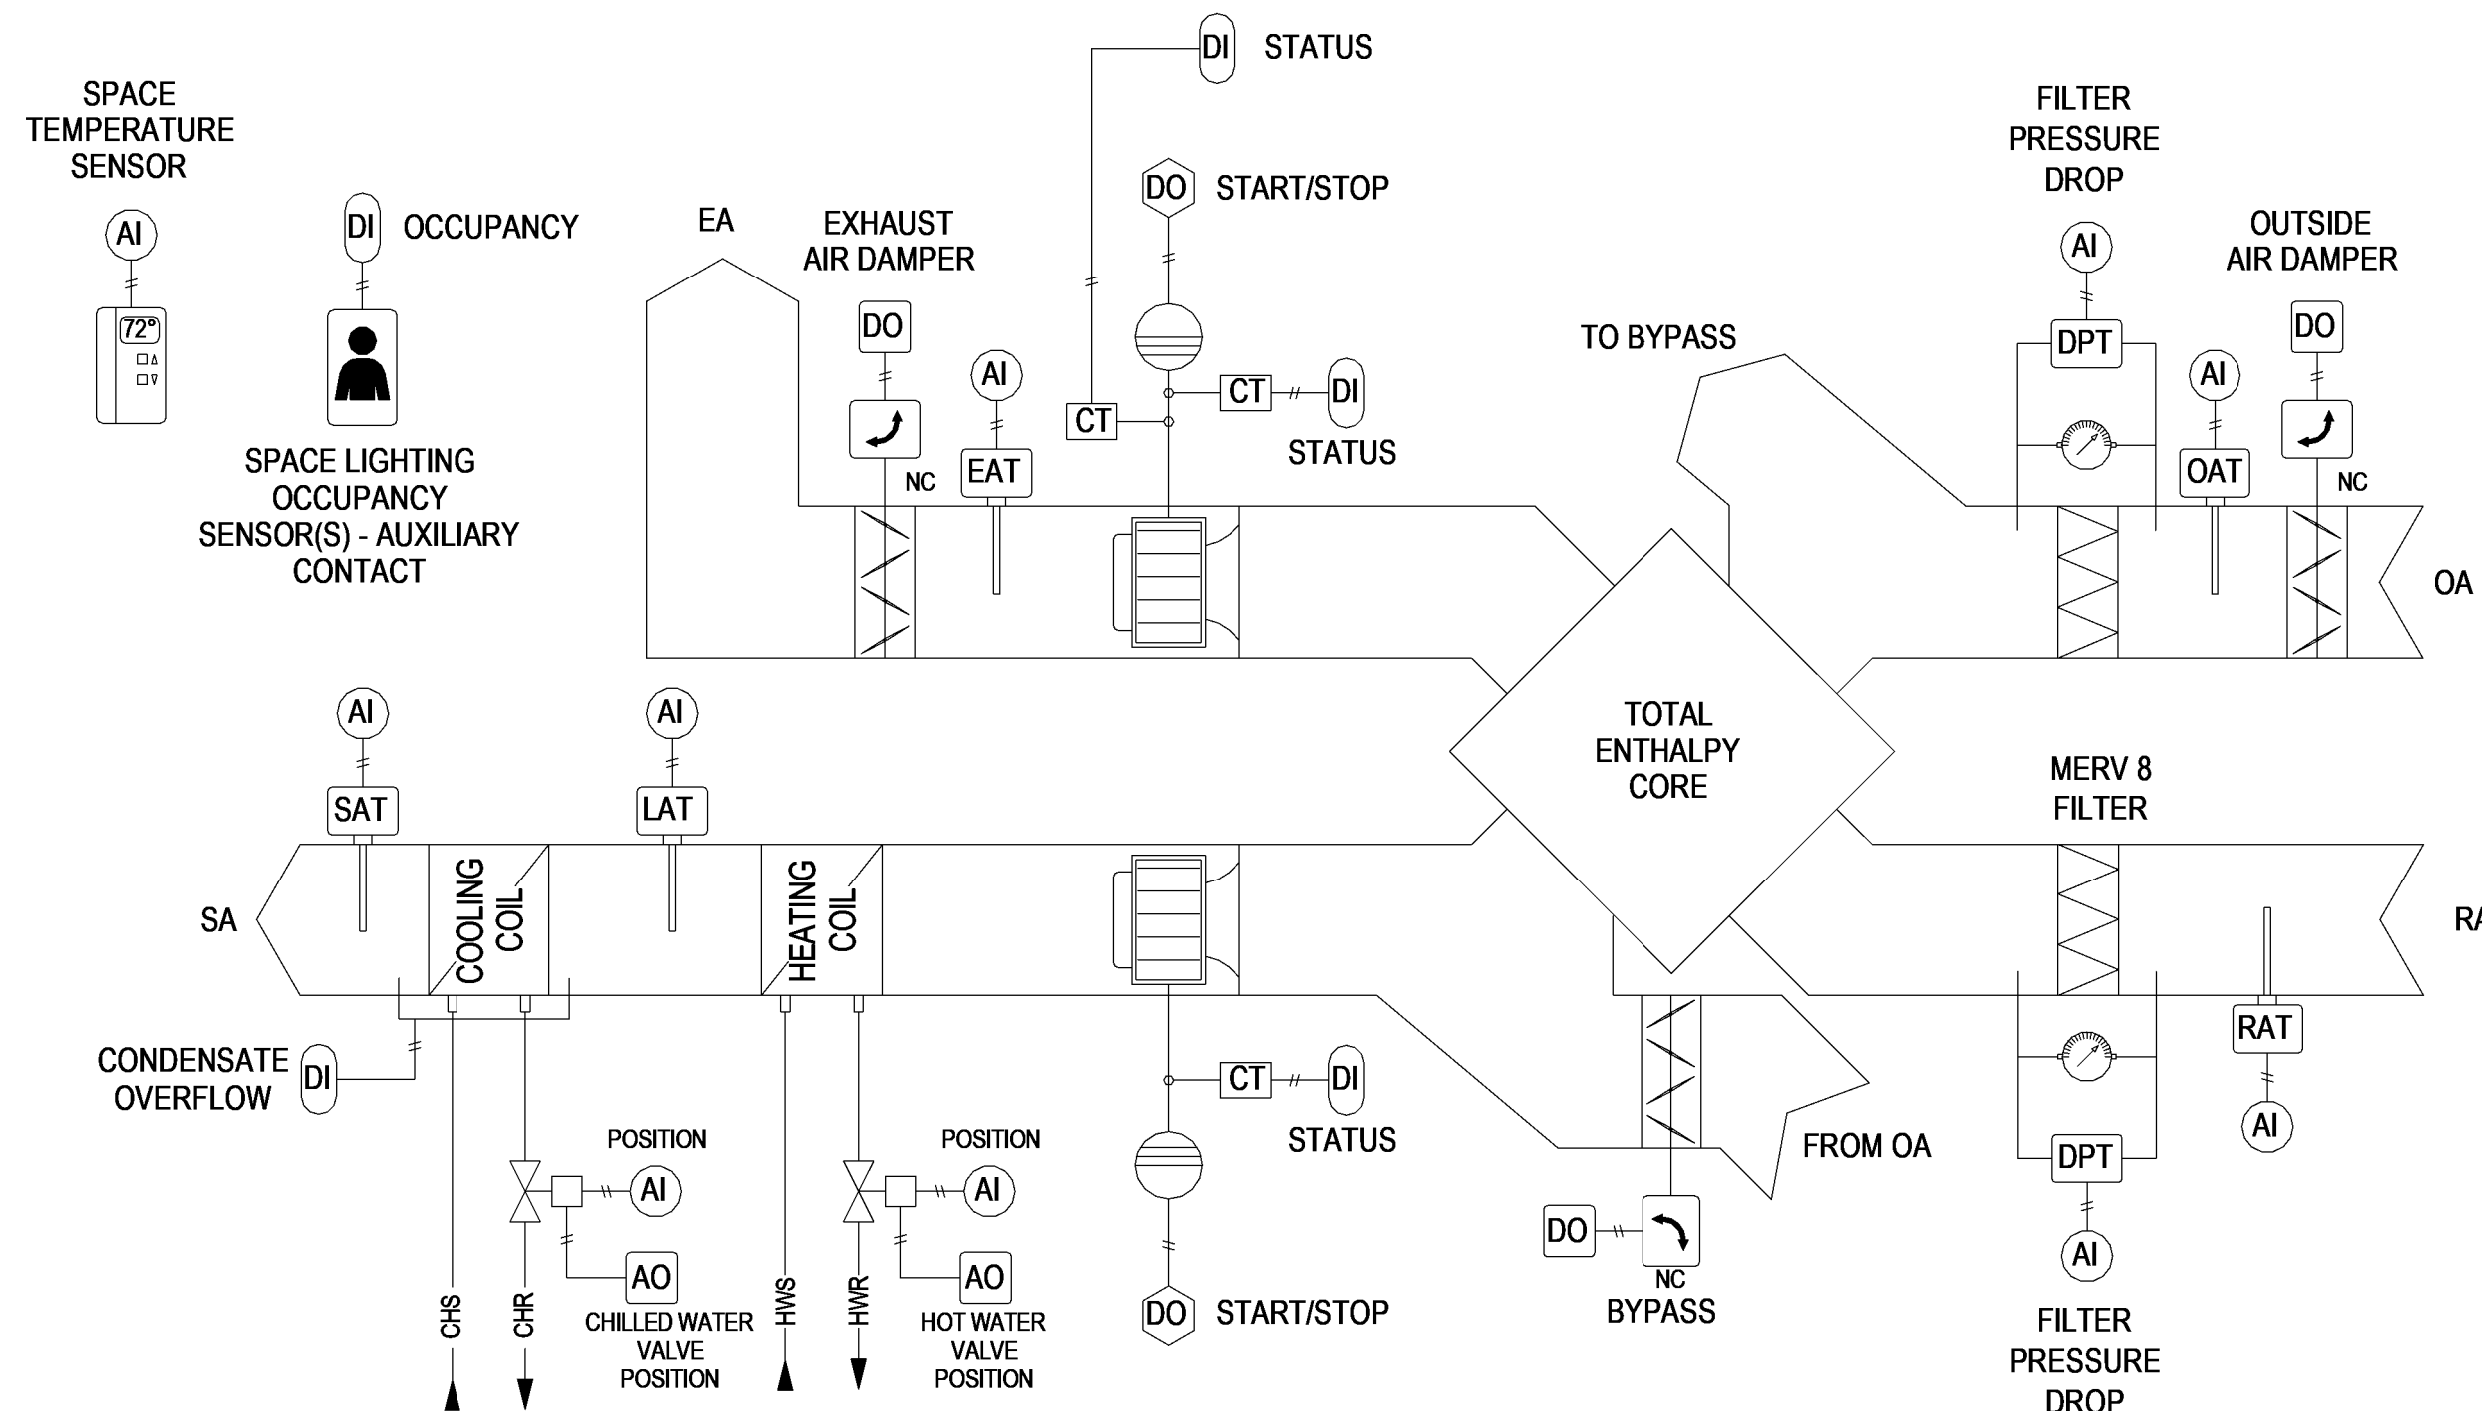 DI STATUS
SPACE
TEMPERATURE
SENSOR
FILTER
PRESSURE
DROP
DO START/STOP
AI
DI OCCUPANCY
EA
EXHAUST
AIR DAMPER
AI
OUTSIDE
AIR DAMPER
72°
DO
AI
CT DI
STATUS
CT
TO BYPASS
DPT
AI
DO
NC
EAT
OAT
NC
SPACE LIGHTING
OCCUPANCY
SENSOR(S) - AUXILIARY
CONTACT
OA
AI
AI
TOTAL
ENTHALPY
CORE
MERV 8
FILTER
SAT
LAT
SA
COOLING
COIL
HEATING
COIL
RA
RAT
CONDENSATE
OVERFLOW
DI
CT DI
STATUS
POSITION
POSITION
FROM OA
AI
DPT
AI
AI
DO
AI
AO
AO
NC
BYPASS
CHS
CHR
HWS
HWR
CHILLED WATER
VALVE
POSITION
HOT WATER
VALVE
POSITION
DO START/STOP
FILTER
PRESSURE
DROP